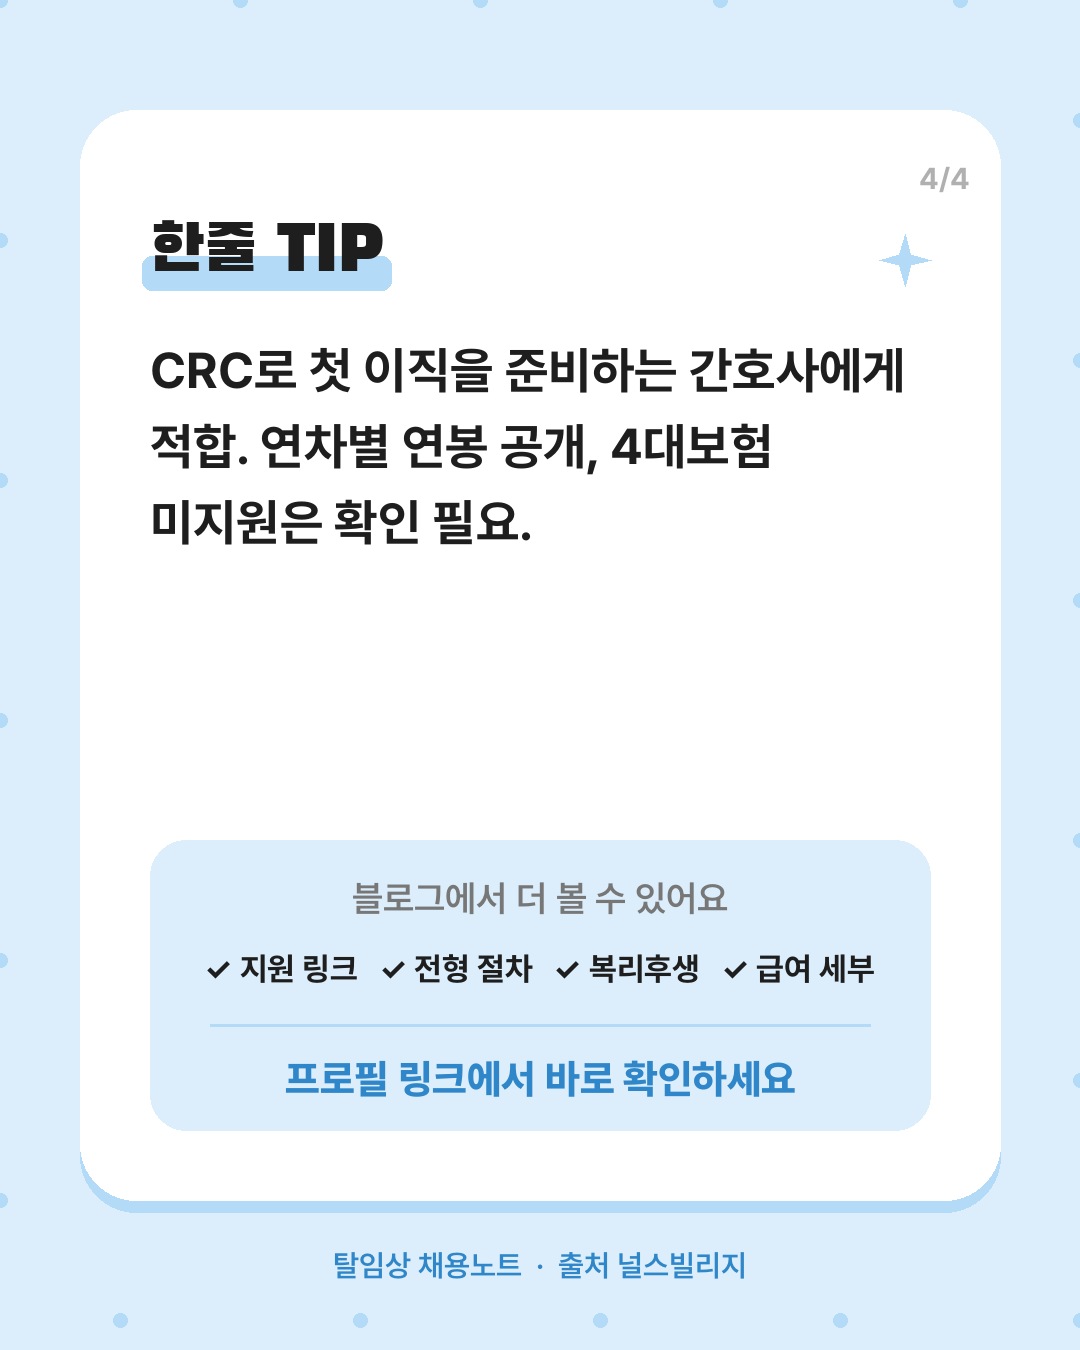 4/4
한줄 TIP
CRC로 첫 이직을 준비하는 간호사에게
적합. 연차별 연봉 공개, 4대보험
미지원은 확인 필요.
블로그에서 더 볼 수 있어요
✓ 지원 링크 ✓ 전형 절차 ✓ 복리후생 ✓ 급여 세부
프로필 링크에서 바로 확인하세요
탈임상 채용노트 · 출처 널스빌리지